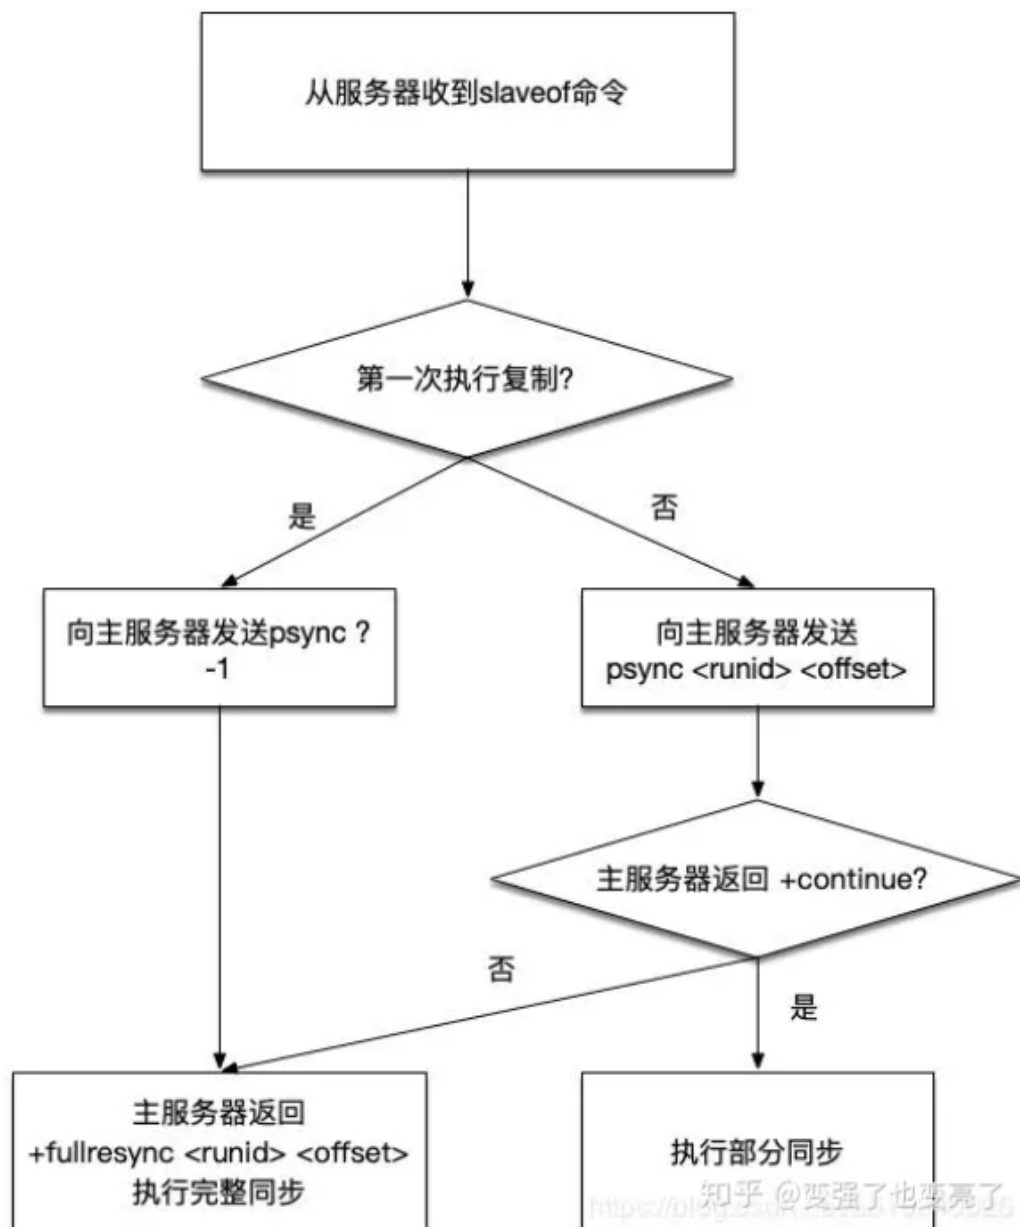 从服务器收到slaveof命令
第一次执行复制?
是
否
向主服务器发送psync ?
-1
向主服务器发送
psync <runid> <offset>
主服务器返回 +continue?
否
是
主服务器返回
+fullresync <runid> <offset>
执行完整同步
执行部分同步
知乎 @变强了也变亮了